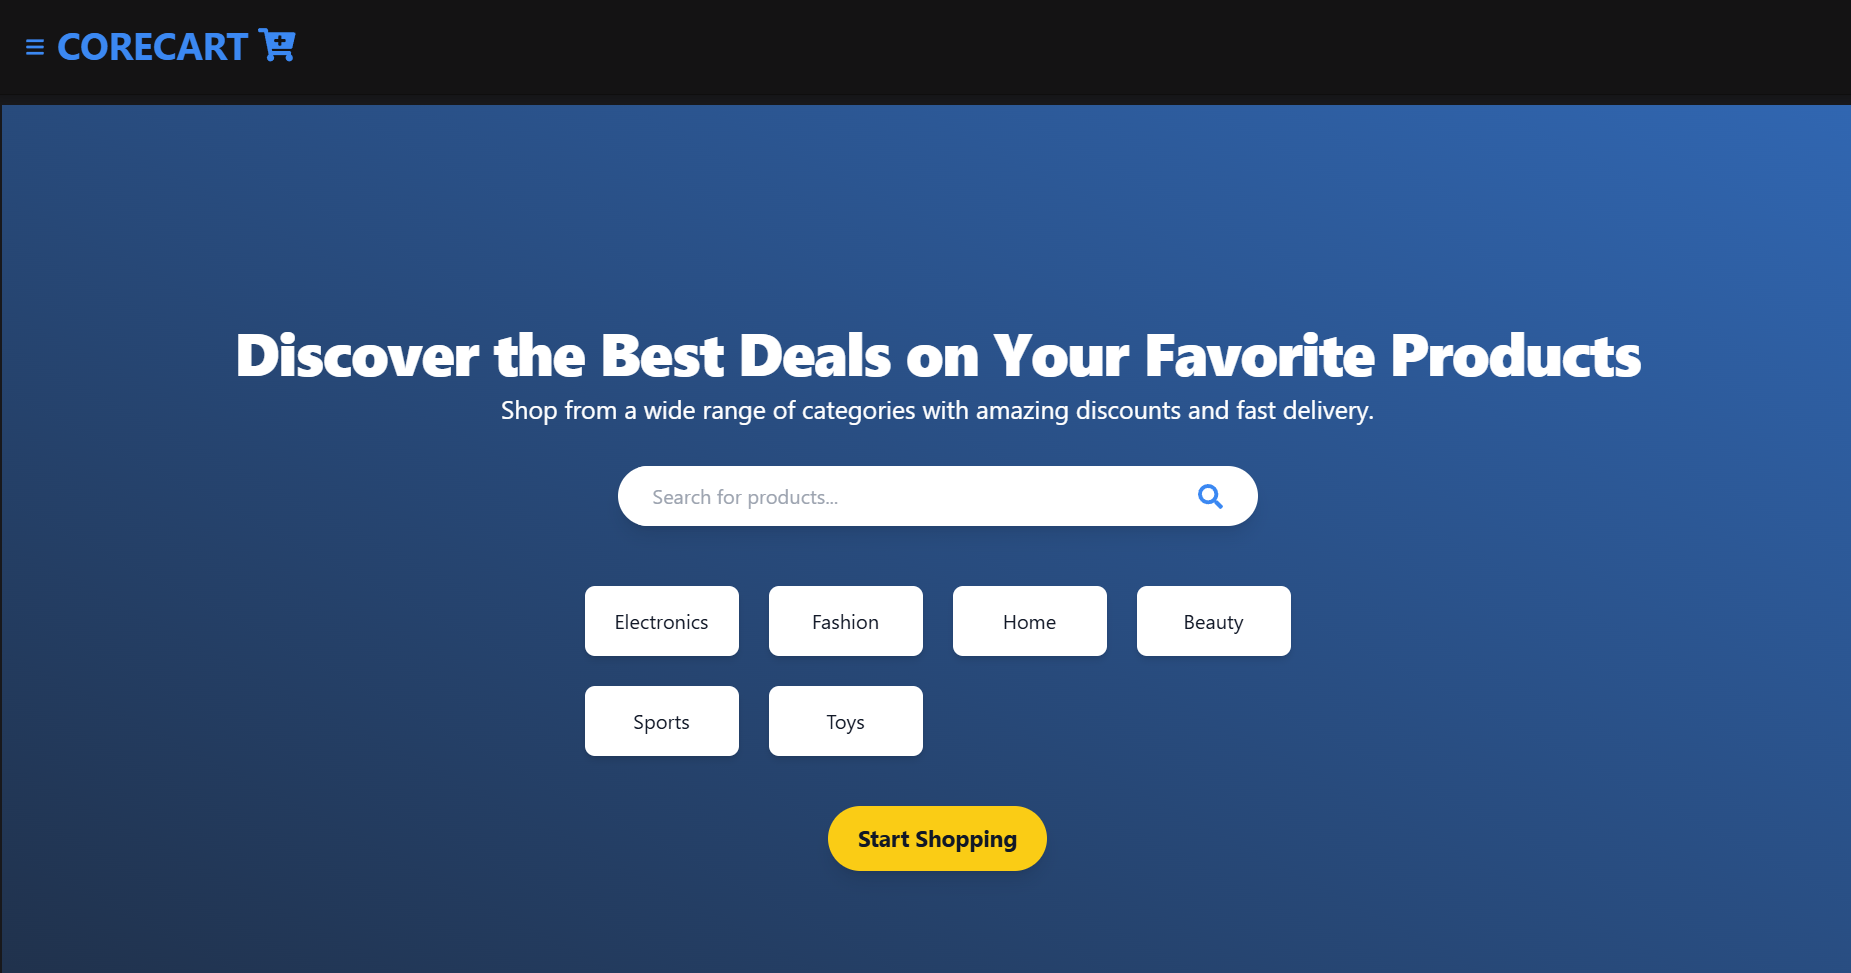 CORECART
Discover the Best Deals on Your Favorite Products
Shop from a wide range of categories with amazing discounts and fast delivery.
Search for products...
Electronics Fashion Home Beauty
Sports Toys
Start Shopping